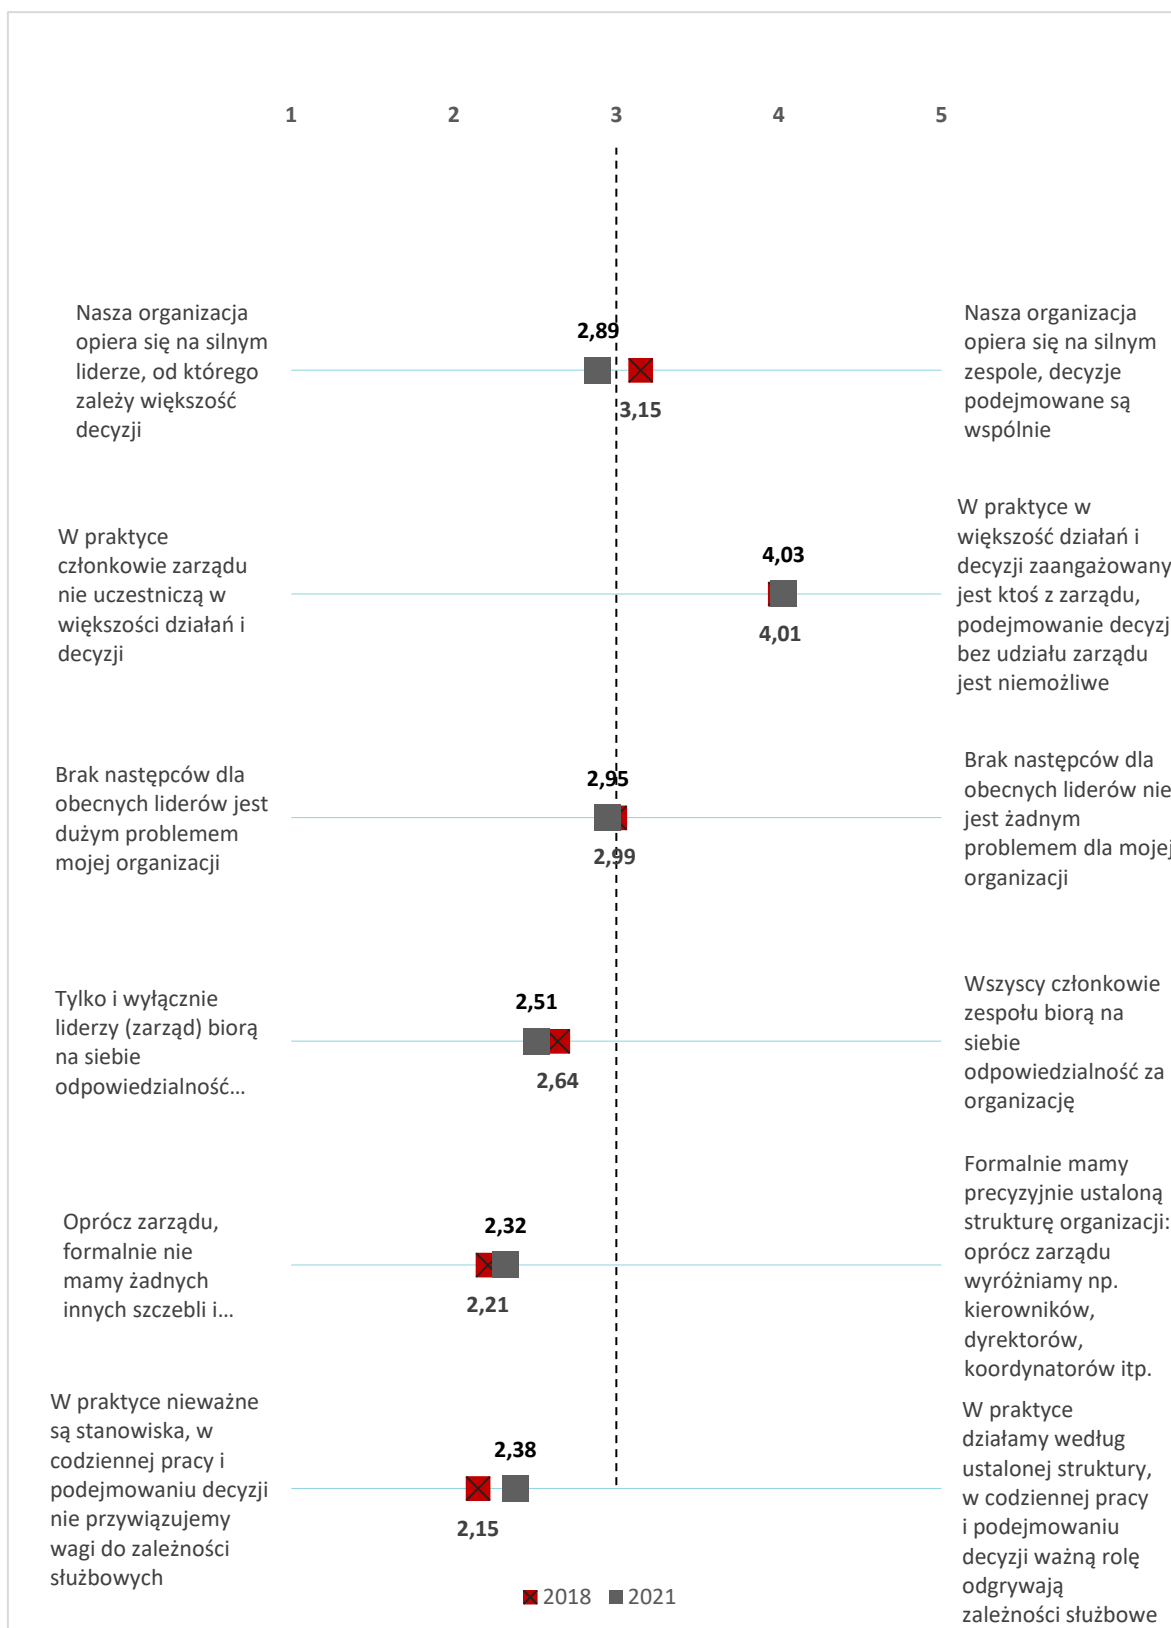 1 2 3 4 5
Nasza organizacja
opiera się na silnym
liderze, od którego
zależy większość
decyzji
2,89
3,15
Nasza organizacja
opiera się na silnym
zespole, decyzje
podejmowane są
wspólnie
W praktyce
członkowie zarządu
nie uczestniczą w
większości działań i
decyzji
4,03
4,01
W praktyce w
większość działań i
decyzji zaangażowany
jest ktoś z zarządu,
podejmowanie decyzj
bez udziału zarządu
jest niemożliwe
Brak następców dla
obecnych liderów jest
dużym problemem
mojej organizacji
2,95
2,99
Brak następców dla
obecnych liderów nie
jest żadnym
problemem dla mojej
organizacji
Tylko i wyłącznie
liderzy (zarząd) biorą
na siebie
odpowiedzialność...
2,51
2,64
Wszyscy członkowie
zespołu biorą na
siebie
odpowiedzialność za
organizację
Oprócz zarządu,
formalnie nie
mamy żadnych
innych szczebli i...
2,32
2,21
Formalnie mamy
precyzyjnie ustaloną
strukturę organizacji:
oprócz zarządu
wyróżniamy np.
kierowników,
dyrektorów,
koordynatorów itp.
W praktyce nieważne
są stanowiska, w
codziennej pracy i
podejmowaniu decyzji
nie przywiązujemy
wagi do zależności
służbowych
2,38
2,15
W praktyce
działamy według
ustalonej struktury,
w codziennej pracy
i podejmowaniu
decyzji ważną rolę
odgrywają
zależności służbowe
2018 2021